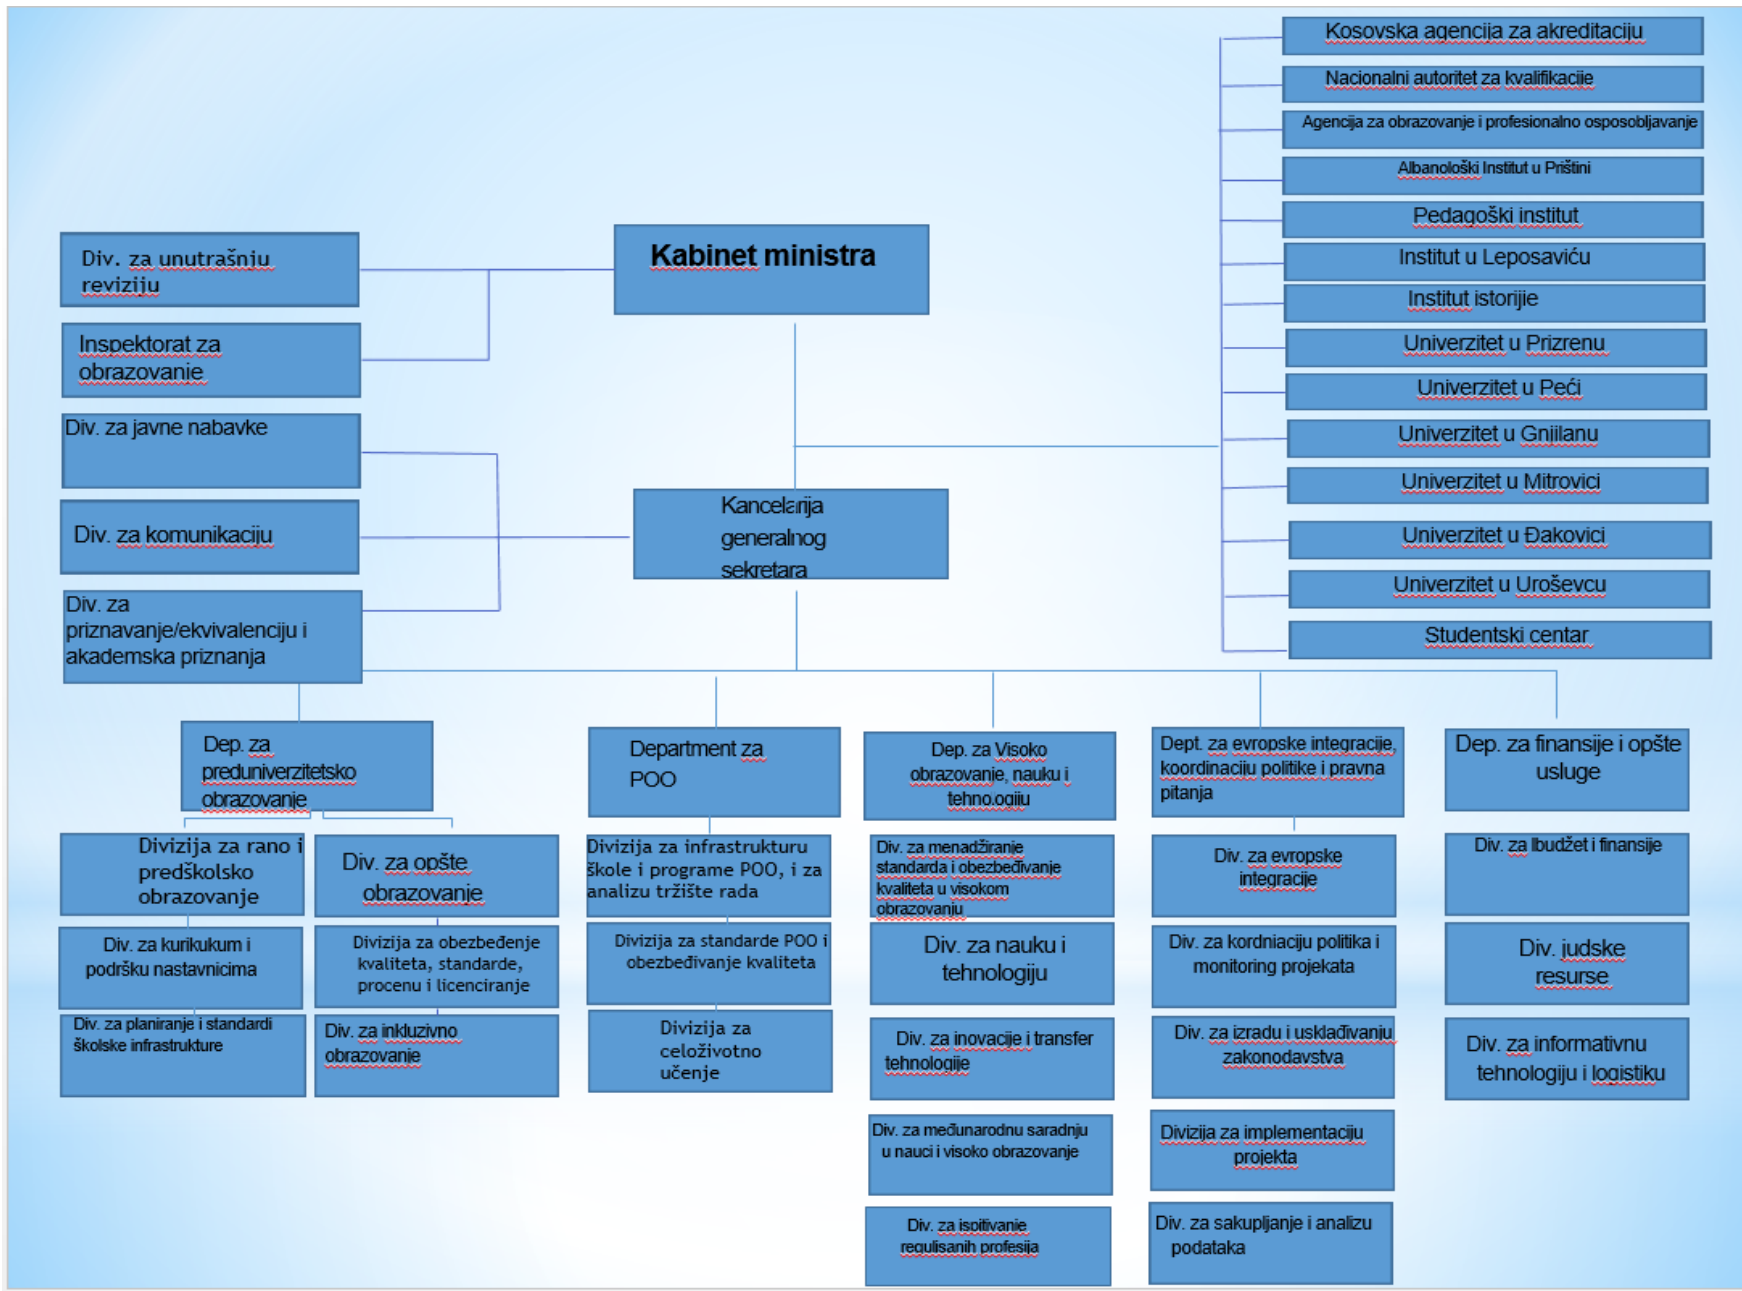 Kosovska agencija za akreditaciju
Nacionalni autoritet za kvalifikacije
Agencija za obrazovanje i profesionalno osposobljavanje
Albanološki Institut u Prištini
Pedagoški institut
Institut u Leposaviću
Institut istorijie
Univerzitet u Prizrenu
Univerzitet u Peći
Univerzitet u Gnjilanu
Univerzitet u Mitrovici
Univerzitet u Đakovici
Univerzitet u Uroševcu
Studentski centar
Kabinet ministra
Div. za unutrašnju
reviziju
Inspektorat za
obrazovanje
Div. za javne nabavke
Div. za komunikaciju
Div. za
priznavanje/ekvivalenciju i
akademska priznanja
Kancelarija
generalnog
sekretara
Dep. za
preduniverzitetsko
obrazovanje
Divizija za rano i
predškolsko
obrazovanje
Div. za kurikukum i
podršku nastavnicima
Div. za planiranje i standardi
školske infrastrukture
Div. za opšte
obrazovanje
Divizija za obezbeđenje
kvaliteta, standarde,
procenu i licenciranje
Div. za inkluzivno
obrazovanje
Department za
POO
Divizija za infrastrukturu
škole i programe POO, i za
analizu tržište rada
Divizija za standarde POO i
obezbeđivanje kvaliteta
Divizija za
celoživotno
učenje
Dep. za Visoko
obrazovanje, nauku i
tehno.ogiju
Div. za menadžiranje
standarda i obezbeđivanje
kvaliteta u visokom
obrazovanju
Div. za nauku i
tehnologiju
Div. za inovacije i transfer
tehnologije
Div. za međunarodnu saradnju
u nauci i visoko obrazovanje
Div. za ispitivanje
regulisanih profesija
Dept. za evropske integracije,
koordinaciju politike i pravna
pitanja
Div. za evropske
integracije
Div. za kordniaciju politika i
monitoring projekata
Div. za izradu i usklađivanju
zakonodavstva
Divizija za implementaciju
projekta
Div. za sakupljanje i analizu
podataka
Dep. za finansije i opšte
usluge
Div. za lbudžet i finansije
Div. judske
resurse
Div. za informativnu
tehnologiju i logistiku